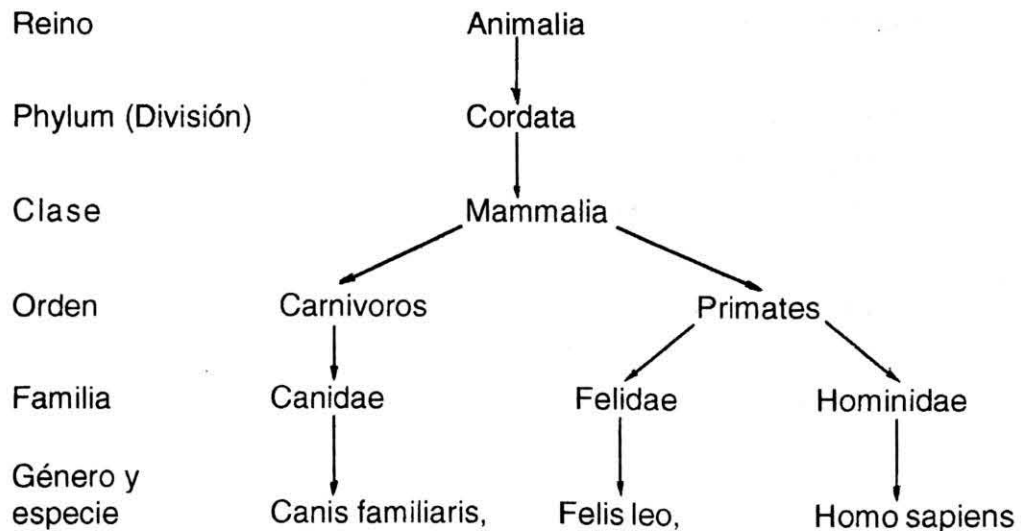 Reino Animalia
Phylum (División) Cordata
Clase Mammalia
Orden Carnivoros Primates
Familia Canidae Felidae Hominidae
Género y
especie Canis familiaris, Felis leo, Homo sapiens